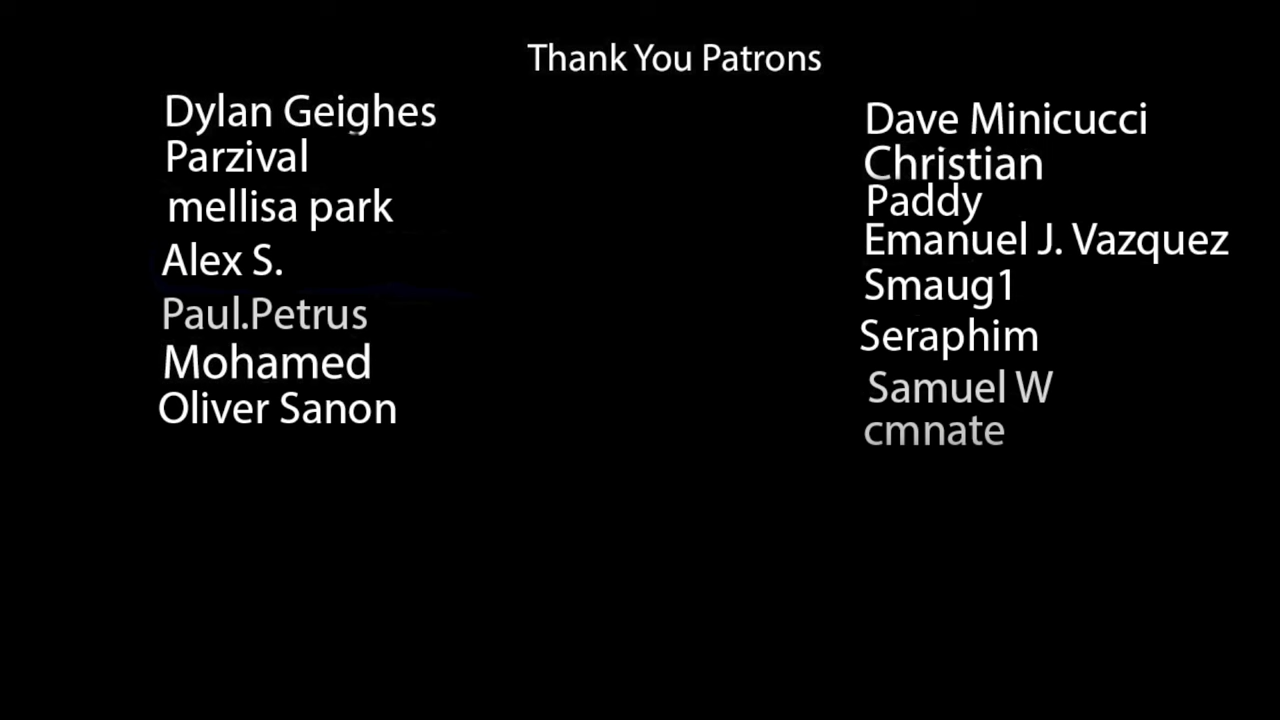 Thank You Patrons
Dylan Geighes
Parzival
mellisa park
Alex S.
Paul.Petrus
Mohamed
Oliver Sanon
Dave Minicucci
Christian
Paddy
Emanuel J. Vazquez
Smaug1
Seraphim
Samuel W
cmnate